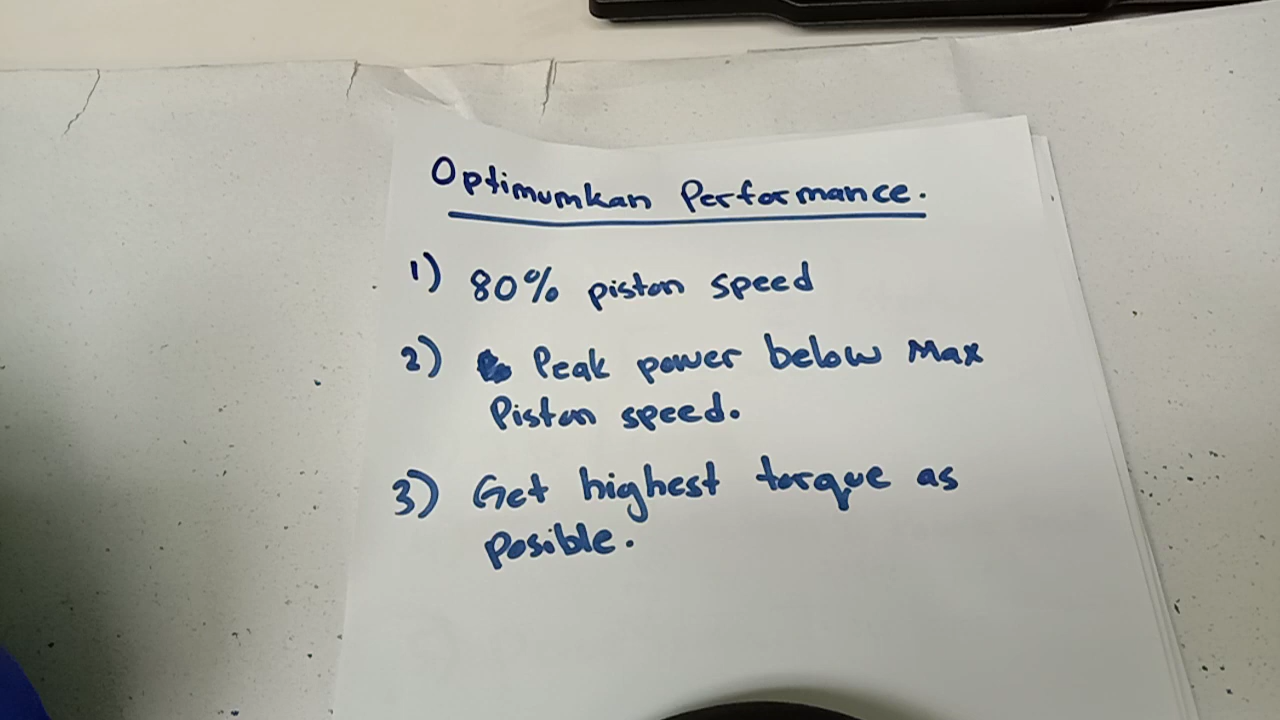 Optimumkan Performance.
1) 80% piston speed
2) Peak power below Max
Piston speed.
3) Get highest torque as
posible.